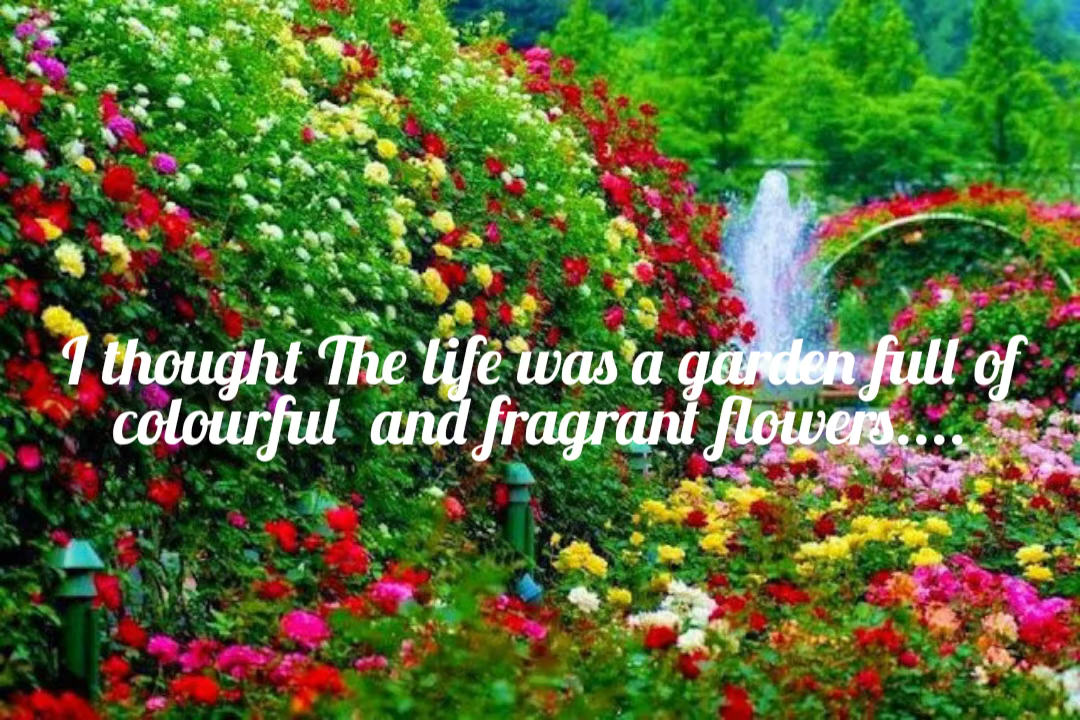 I thought The life was a garden full of
colourful  and fragrant flowers....